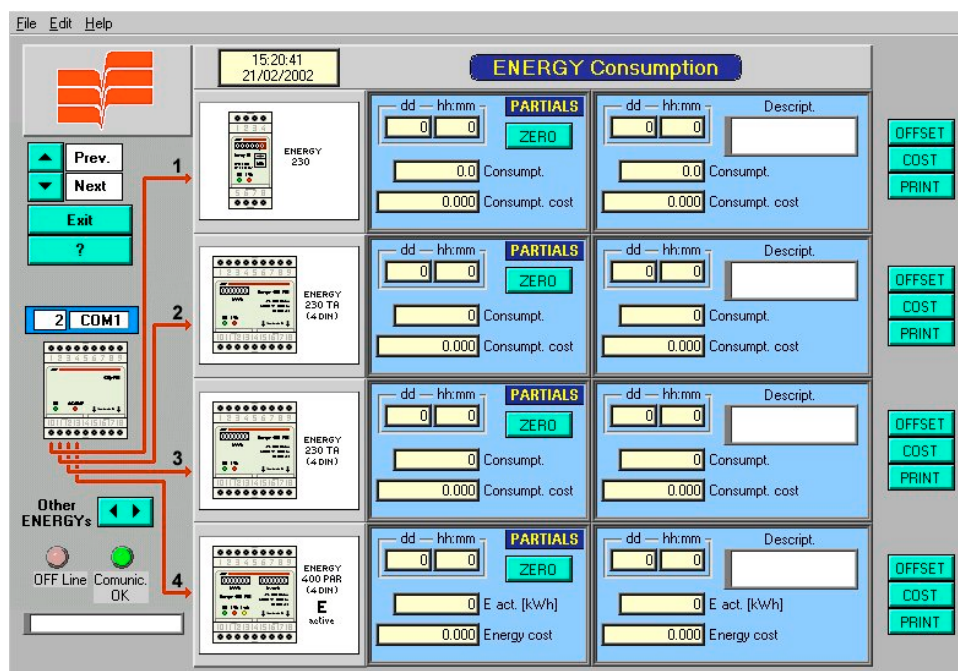 File Edit Help
15:20:41
21/02/2002
ENERGY Consumption
Prev.
Next
Exit
?
2 COM1
Other
ENERGYs
OFF Line
Comunic.
OK
1
ENERGY
230
dd — hh:mm
PARTIALS
0 0
ZERO
0.0 Consumpt.
0.000 Consumpt. cost
dd — hh:mm
Descript.
0 0
0.0 Consumpt.
0.000 Consumpt. cost
OFFSET
COST
PRINT
2
ENERGY
230 TA
(4DIN)
dd — hh:mm
PARTIALS
0 0
ZERO
0 Consumpt.
0.000 Consumpt. cost
dd — hh:mm
Descript.
0 0
0 Consumpt.
0.000 Consumpt. cost
OFFSET
COST
PRINT
3
ENERGY
230 TA
(4DIN)
dd — hh:mm
PARTIALS
0 0
ZERO
0 Consumpt.
0.000 Consumpt. cost
dd — hh:mm
Descript.
0 0
0 Consumpt.
0.000 Consumpt. cost
OFFSET
COST
PRINT
4
ENERGY
400 PAR
(4DIN)
E
active
dd — hh:mm
PARTIALS
0 0
ZERO
0 E act. [kWh]
0.000 Energy cost
dd — hh:mm
Descript.
0 0
0 E act. [kWh]
0.000 Energy cost
OFFSET
COST
PRINT